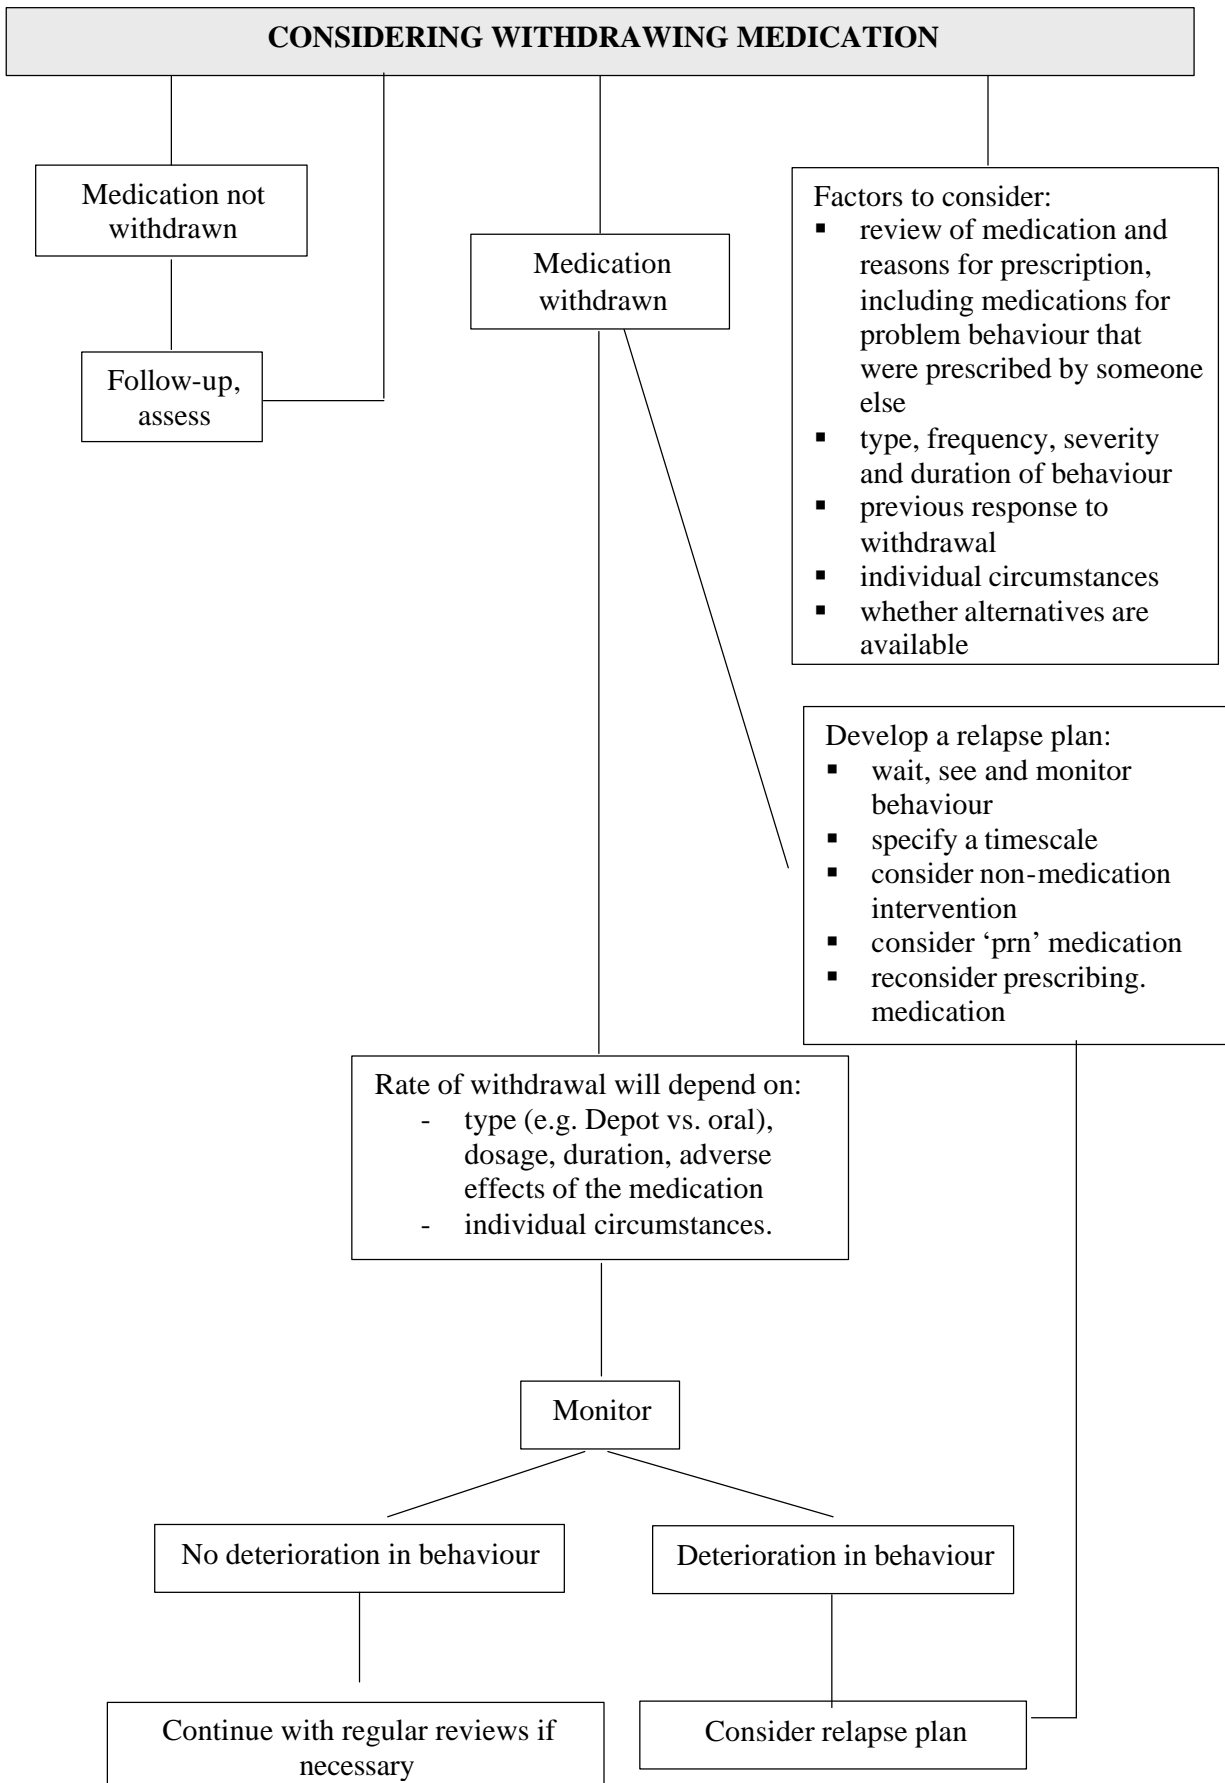 CONSIDERING WITHDRAWING MEDICATION
Medication not
withdrawn
Follow-up,
assess
Medication
withdrawn
Factors to consider:
▪ review of medication and
reasons for prescription,
including medications for
problem behaviour that
were prescribed by someone
else
▪ type, frequency, severity
and duration of behaviour
▪ previous response to
withdrawal
▪ individual circumstances
▪ whether alternatives are
available
Develop a relapse plan:
▪ wait, see and monitor
behaviour
▪ specify a timescale
▪ consider non-medication
intervention
▪ consider ‘prn’ medication
▪ reconsider prescribing.
medication
Rate of withdrawal will depend on:
- type (e.g. Depot vs. oral),
dosage, duration, adverse
effects of the medication
- individual circumstances.
Monitor
No deterioration in behaviour
Deterioration in behaviour
Continue with regular reviews if
necessary
Consider relapse plan